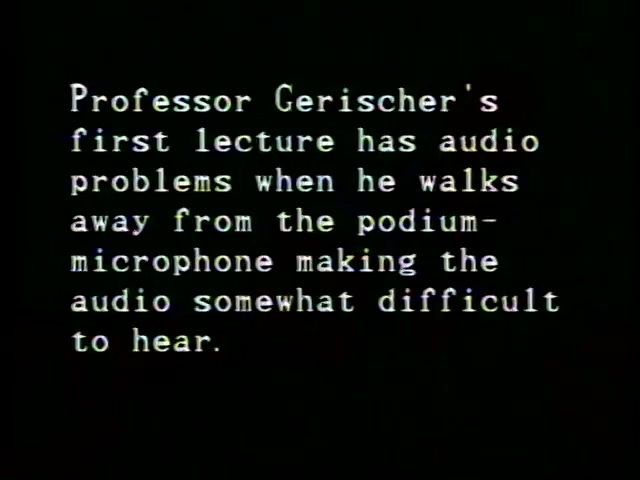 Professor Gerischer's
first lecture has audio
problems when he walks
away from the podium-
microphone making the
audio somewhat difficult
to hear.